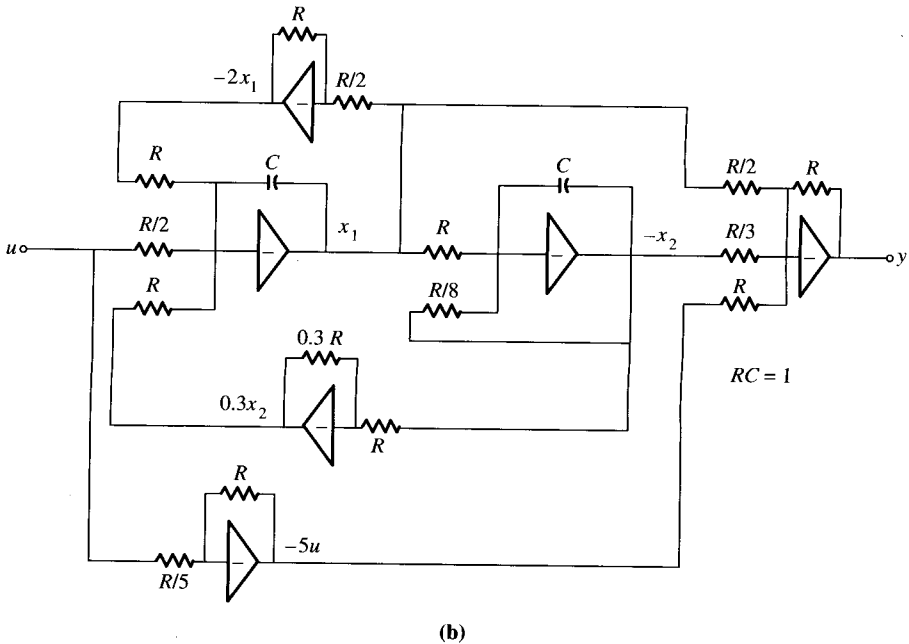 R
-2x₁
R/2
R
C
R/2
R
R/2
x₁
R
C
-x₂
R/3
u
y
R
R/8
R
0.3 R
RC = 1
0.3x₂
R
R
-5u
R/5
(b)